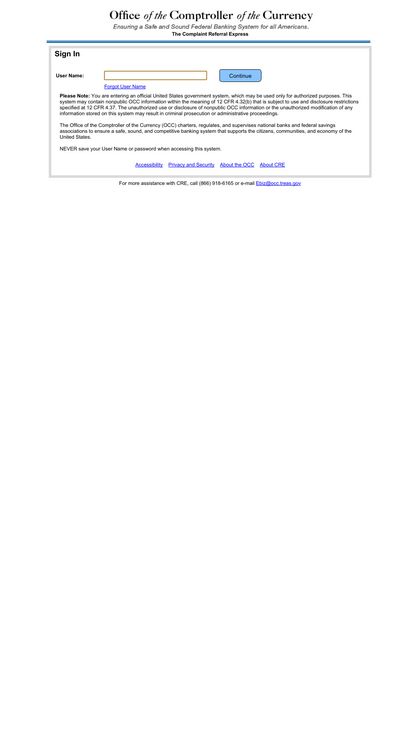 Office of the Comptroller of the Currency
Ensuring a Safe and Sound Federal Banking System for all Americans.
The Complaint Referral Express
Sign In
User Name:
Continue
Forgot User Name
Please Note: You are entering an official United States government system, which may be used only for authorized purposes. This
system may contain nonpublic OCC information within the meaning of 12 CFR 4.32(b) that is subject to use and disclosure restrictions
specified at 12 CFR 4.37. The unauthorized use or disclosure of nonpublic OCC information or the unauthorized modification of any
information stored on this system may result in criminal prosecution or administrative proceedings.
The Office of the Comptroller of the Currency (OCC) charters, regulates, and supervises national banks and federal savings
associations to ensure a safe, sound, and competitive banking system that supports the citizens, communities, and economy of the
United States.
NEVER save your User Name or password when accessing this system.
Accessibility Privacy and Security About the OCC About CRE
For more assistance with CRE, call (866) 918-6165 or e-mail Ebiz@occ.treas.gov